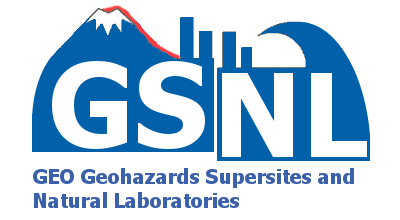 GSNL
GEO Geohazards Supersites and
Natural Laboratories